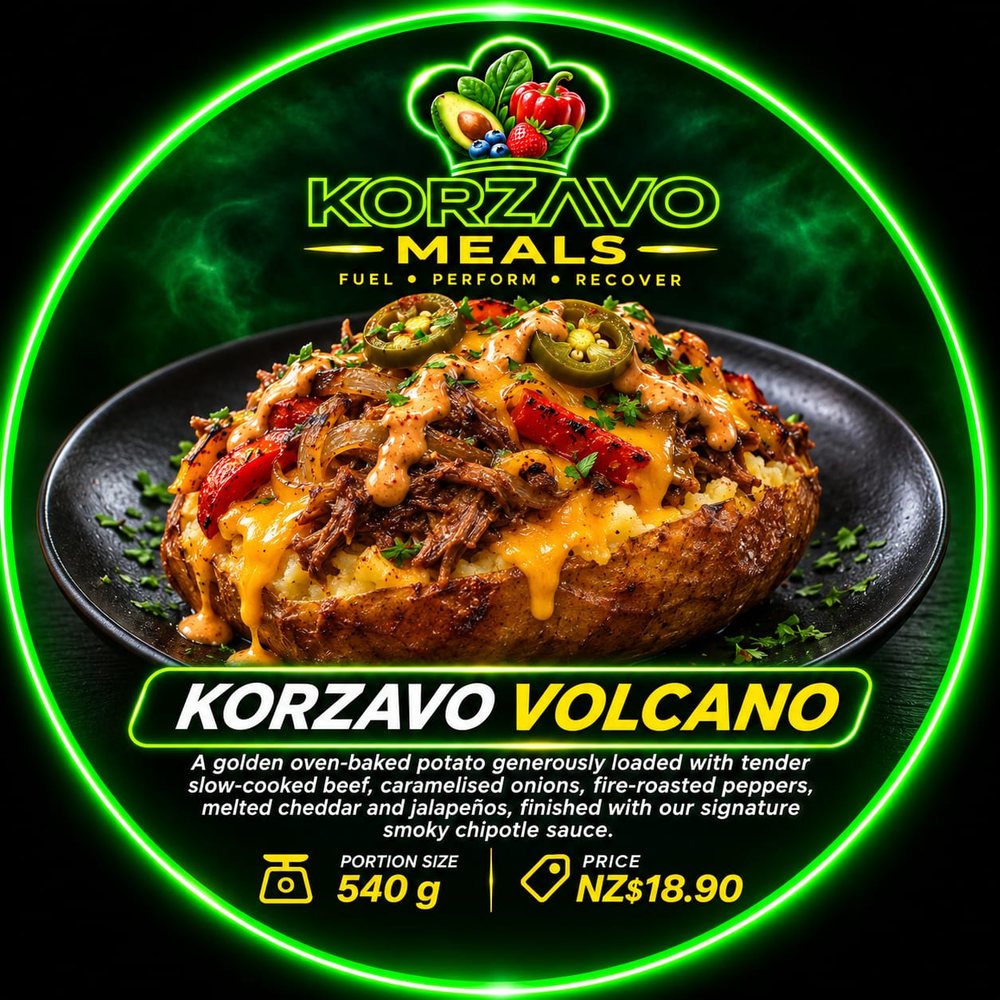 KORZAVO
MEALS
FUEL • PERFORM • RECOVER
KORZAVO VOLCANO
A golden oven-baked potato generously loaded with tender
slow-cooked beef, caramelised onions, fire-roasted peppers,
melted cheddar and jalapeños, finished with our signature
smoky chipotle sauce.
PORTION SIZE
540 g
PRICE
NZ$18.90